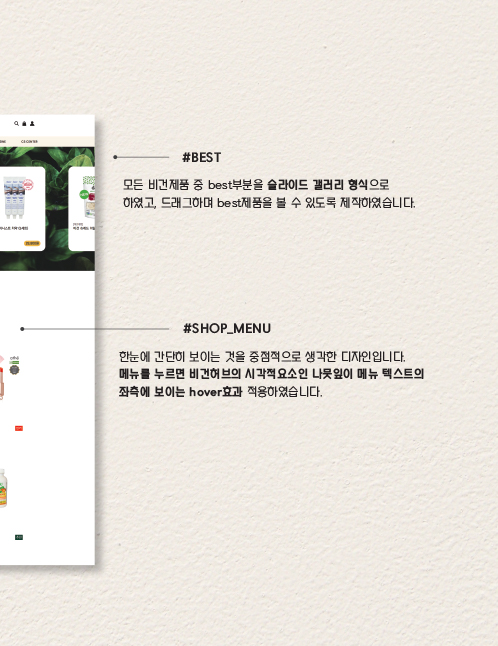 CS CENTER
#BEST
모든 비건제품 중 best부분을 슬라이드 갤러리 형식으로
하였고, 드래그하며 best제품을 볼 수 있도록 제작하였습니다.
#SHOP_MENU
한눈에 간단히 보이는 것을 중점적으로 생각한 디자인입니다.
메뉴를 누르면 비건허브의 시각적요소인 나뭇잎이 메뉴 텍스트의
좌측에 보이는 hover효과 적용하였습니다.